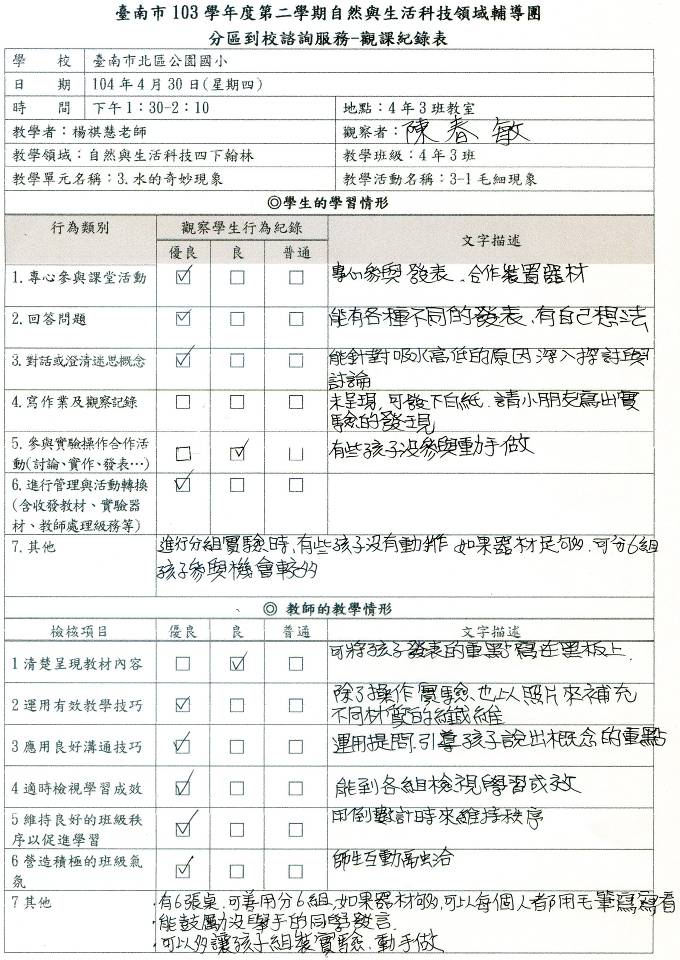 臺南市 103 學年度第二學期自然與生活科技領域輔導團
分區到校諮詢服務-觀課紀錄表
學 校 臺南市北區公園國小
日 期 104 年 4 月 30 日(星期四)
時 間 下午 1：30-2：10 地點：4 年 3 班教室
教學者：楊祺慧老師 觀察者：陳春敏
教學領域：自然與生活科技四下翰林 教學班級：4 年 3 班
教學單元名稱：3.水的奇妙現象 教學活動名稱：3-1 毛細現象
◎學生的學習情形
行為類別 觀察學生行為紀錄 文字描述
優良 良 普通
1.專心參與課堂活動 ☑ □ □ 專心參與發表、合作裝置器材
2.回答問題 ☑ □ □ 能有各種不同的發表、有自己想法
3.對話或澄清迷思概念 ☑ □ □ 能針對吸水高低的原因深入探討與
討論
4.寫作業及觀察記錄 □ □ □ 未呈現，可發下白紙、請小朋友寫出實
驗的發現
5.參與實驗操作合作活 □ ☑ □ 有些孩子沒參與動手做
動(討論、實作、發表…)
6.進行管理與活動轉換 ☑ □ □
(含收發教材、實驗器
材、教師處理級務等)
7.其他 進行分組實驗時，有些孩子沒有動作，如果器材足夠，可分6組
孩子參與機會較多
◎ 教師的教學情形
檢核項目 優良 良 普通 文字描述
1 清楚呈現教材內容 □ ☑ □ 可將孩子發表的重點寫在黑板上.
2 運用有效教學技巧 ☑ □ □ 除了操作實驗、也以照片來補充
不同材質的纖維
3 應用良好溝通技巧 ☑ □ □ 運用提問，引導孩子說出概念的重點
4 適時檢視學習成效 ☑ □ □ 能到各組檢視學習成效
5 維持良好的班級秩 ☑ □ □ 用倒數計時來維持秩序
序以促進學習
6 營造積極的班級氣 ☑ □ □ 師生互動融洽
氛
7 其他 ·有6張桌，可善用分6組，如果器材夠，可以每個人都用毛筆寫寫看
·能鼓勵沒舉手的同學發言.
·可以多讓孩子組裝實驗、動手做